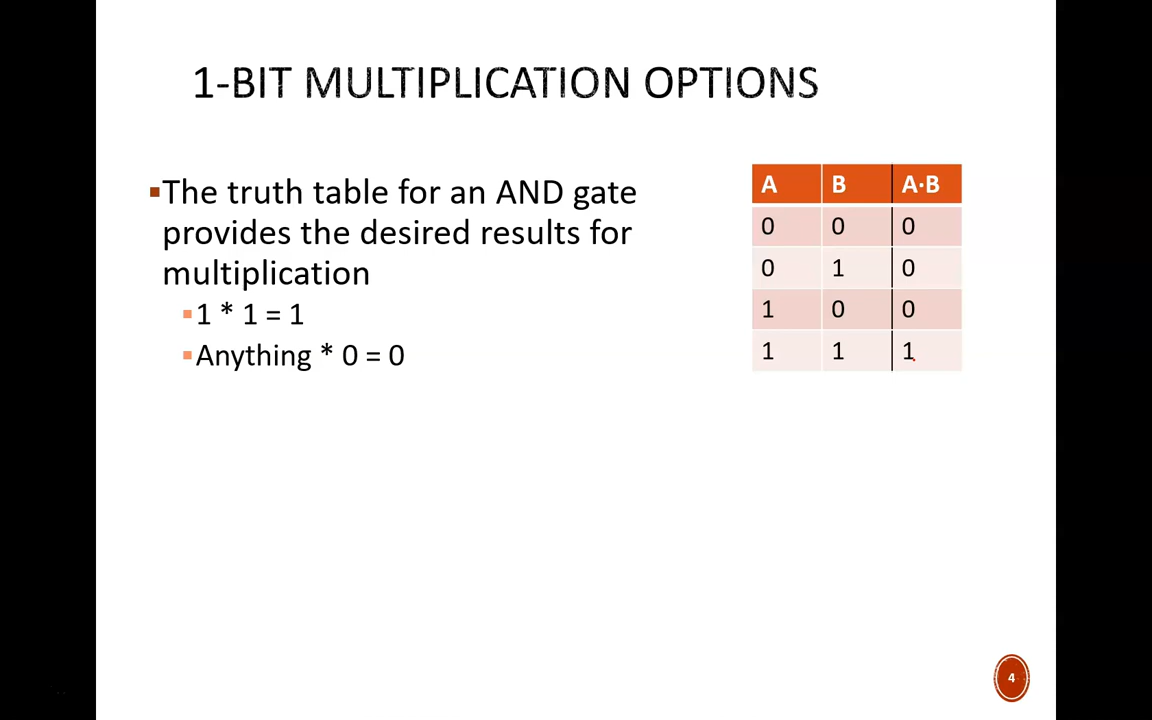 1-BIT MULTIPLICATION OPTIONS
The truth table for an AND gate
provides the desired results for
multiplication
1 * 1 = 1
Anything * 0 = 0
A B A·B
0 0 0
0 1 0
1 0 0
1 1 1
4